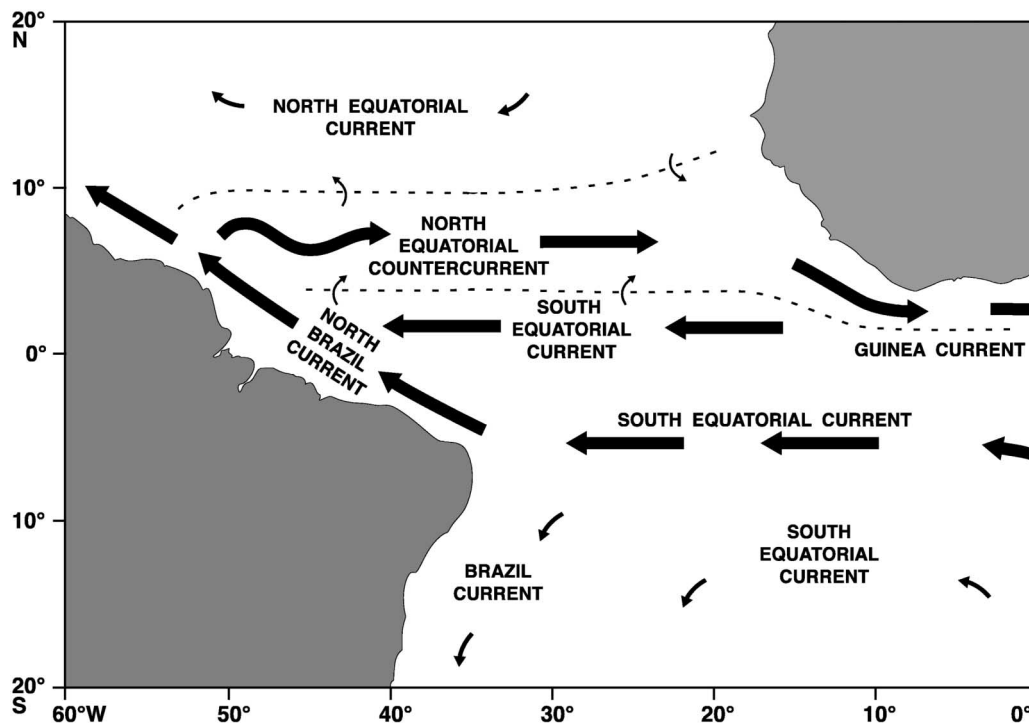 20°
N
NORTH EQUATORIAL
CURRENT
10°
NORTH
EQUATORIAL
COUNTERCURRENT
SOUTH
EQUATORIAL
CURRENT
NORTH
BRAZIL
CURRENT
GUINEA CURRENT
0°
SOUTH EQUATORIAL CURRENT
10°
SOUTH
EQUATORIAL
CURRENT
BRAZIL
CURRENT
20°
S
60°W 50° 40° 30° 20° 10° 0°